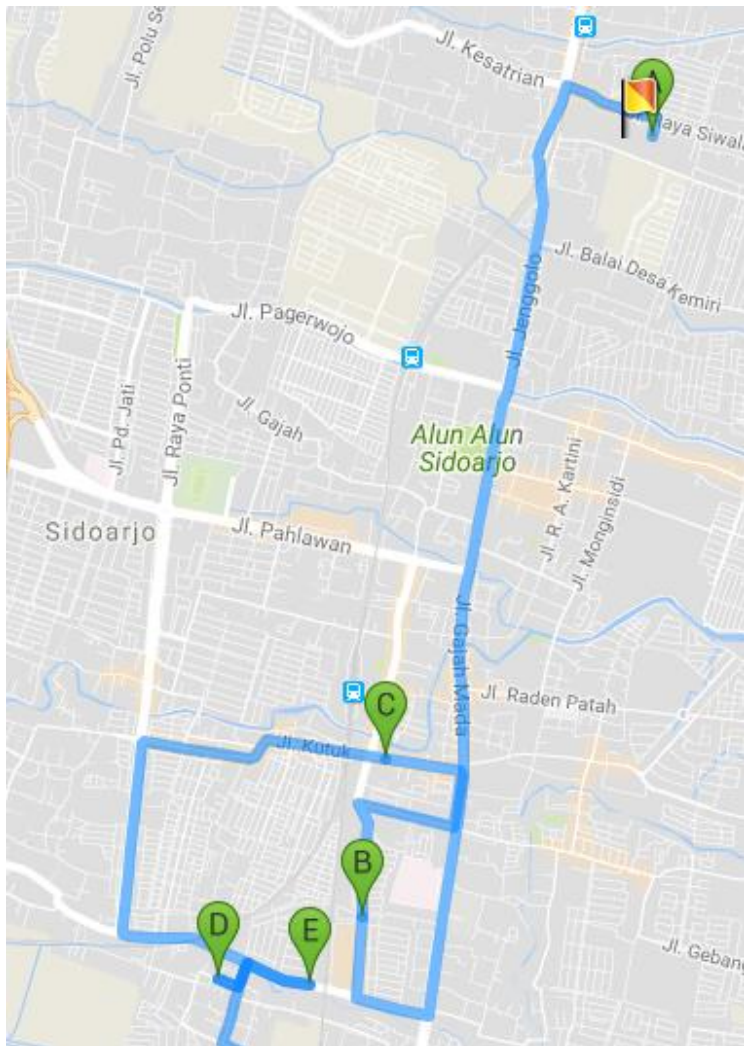 Jl. Polu Se
Jl. Kesatrian
A
aya Siwala
Jl. Balai Desa Kemiri
Jl. Jenggolo
Jl. Pagerwojo
Jl. Raya Ponti
Jl. Pd. Jati
Jl. Gajah
Alun Alun
Sidoarjo
Jl. R. A. Kartini
Jl. Monginsidi
Sidoarjo
Jl. Pahlawan
Jl. Gajah Mada
Jl. Raden Patah
C
Jl. Kutuk
B
D
E
Jl. Gebang